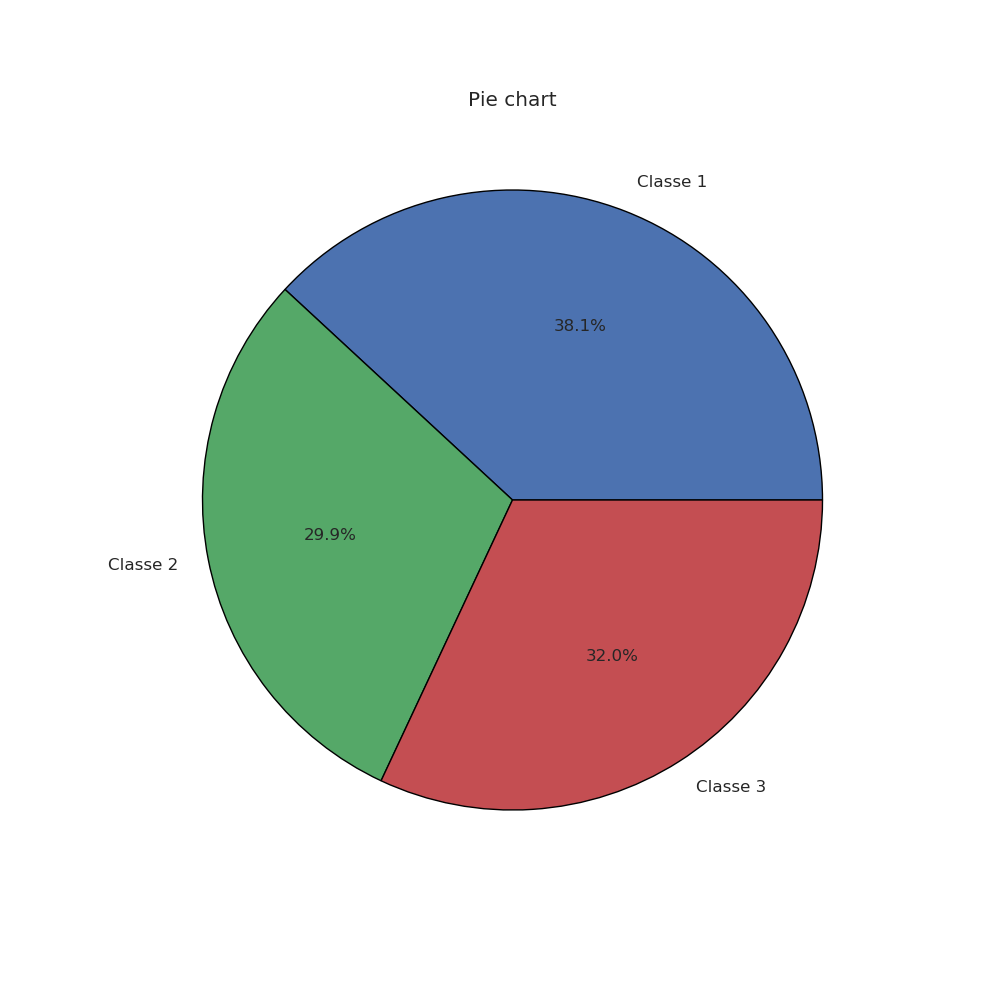 Pie chart
Classe 1
38.1%
29.9%
Classe 2
32.0%
Classe 3